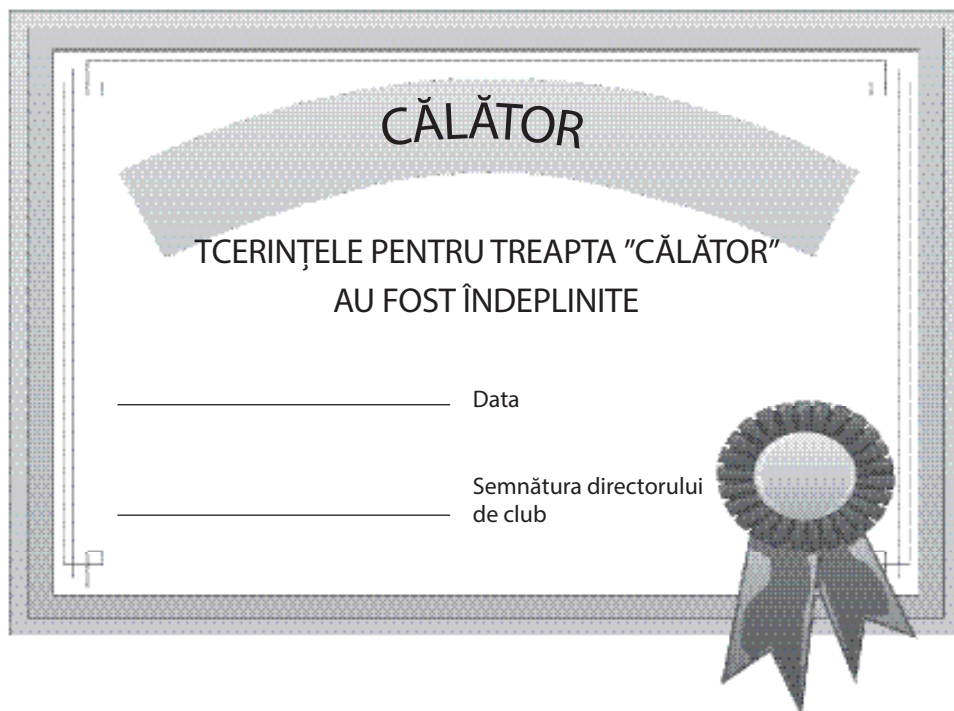 CĂLĂTOR
TCERINȚELE PENTRU TREAPTA ”CĂLĂTOR”
AU FOST ÎNDEPLINITE
Data
Semnătura directorului
de club